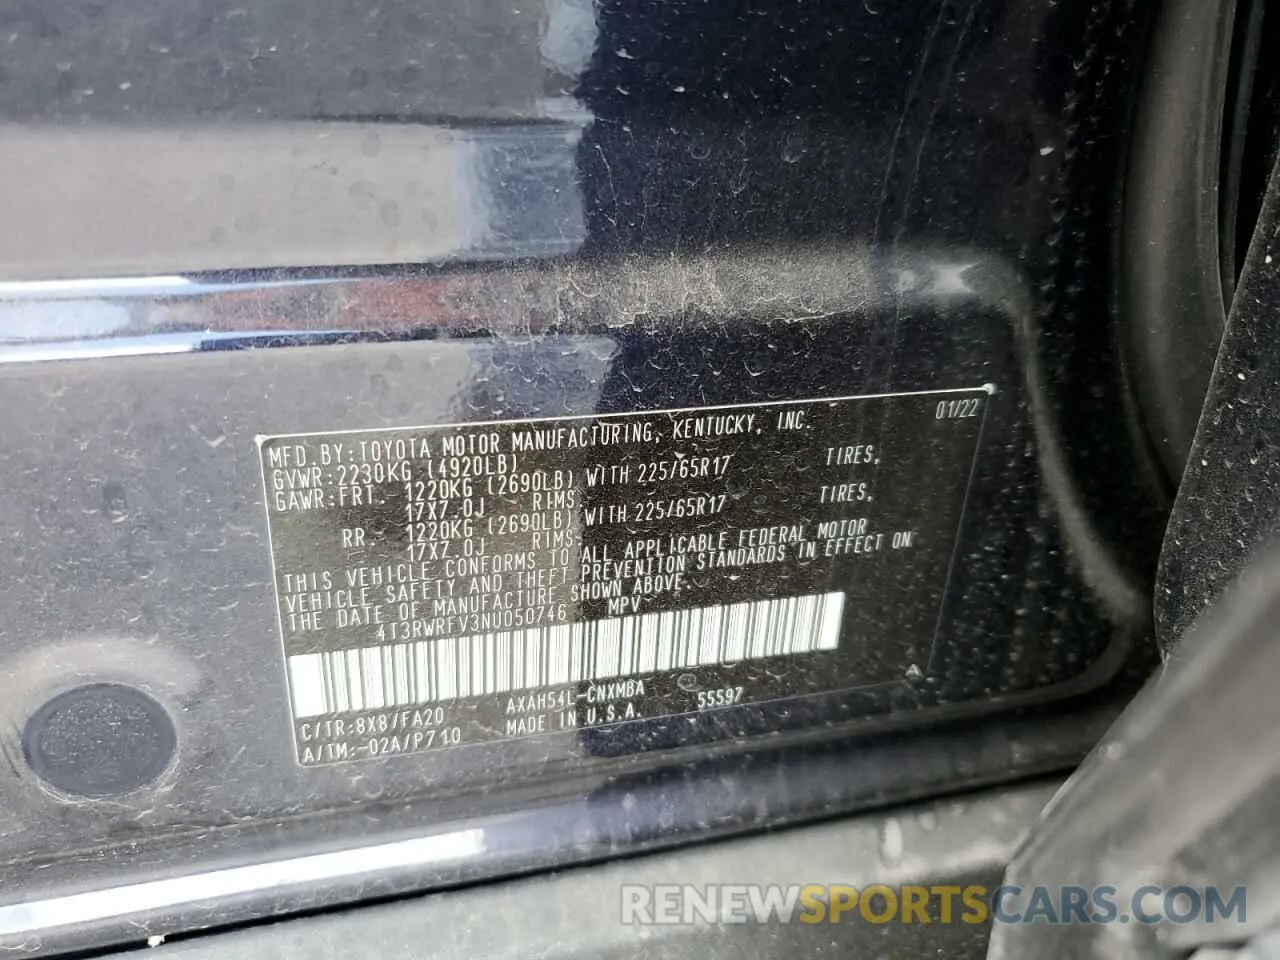 01/22
MFD.BY:TOYOTA MOTOR MANUFACTURING, KENTUCKY, INC.
GVWR:2230KG (4920LB)
GAWR:FRT. 1220KG (2690LB) WITH 225/65R17 TIRES,
17X7.0J RIMS.
RR. 1220KG (2690LB) WITH 225/65R17 TIRES,
17X7.0J RIMS.
THIS VEHICLE CONFORMS TO ALL APPLICABLE FEDERAL MOTOR
VEHICLE SAFETY AND THEFT PREVENTION STANDARDS IN EFFECT ON
THE DATE OF MANUFACTURE SHOWN ABOVE.
4T3RWRFV3NU050746 MPV
C/TR:8X8/FA20 AXAH54L-CNXMBA
A/TM:-02A/P710 MADE IN U.S.A. 55597
RENEWSPORTSCARS.COM